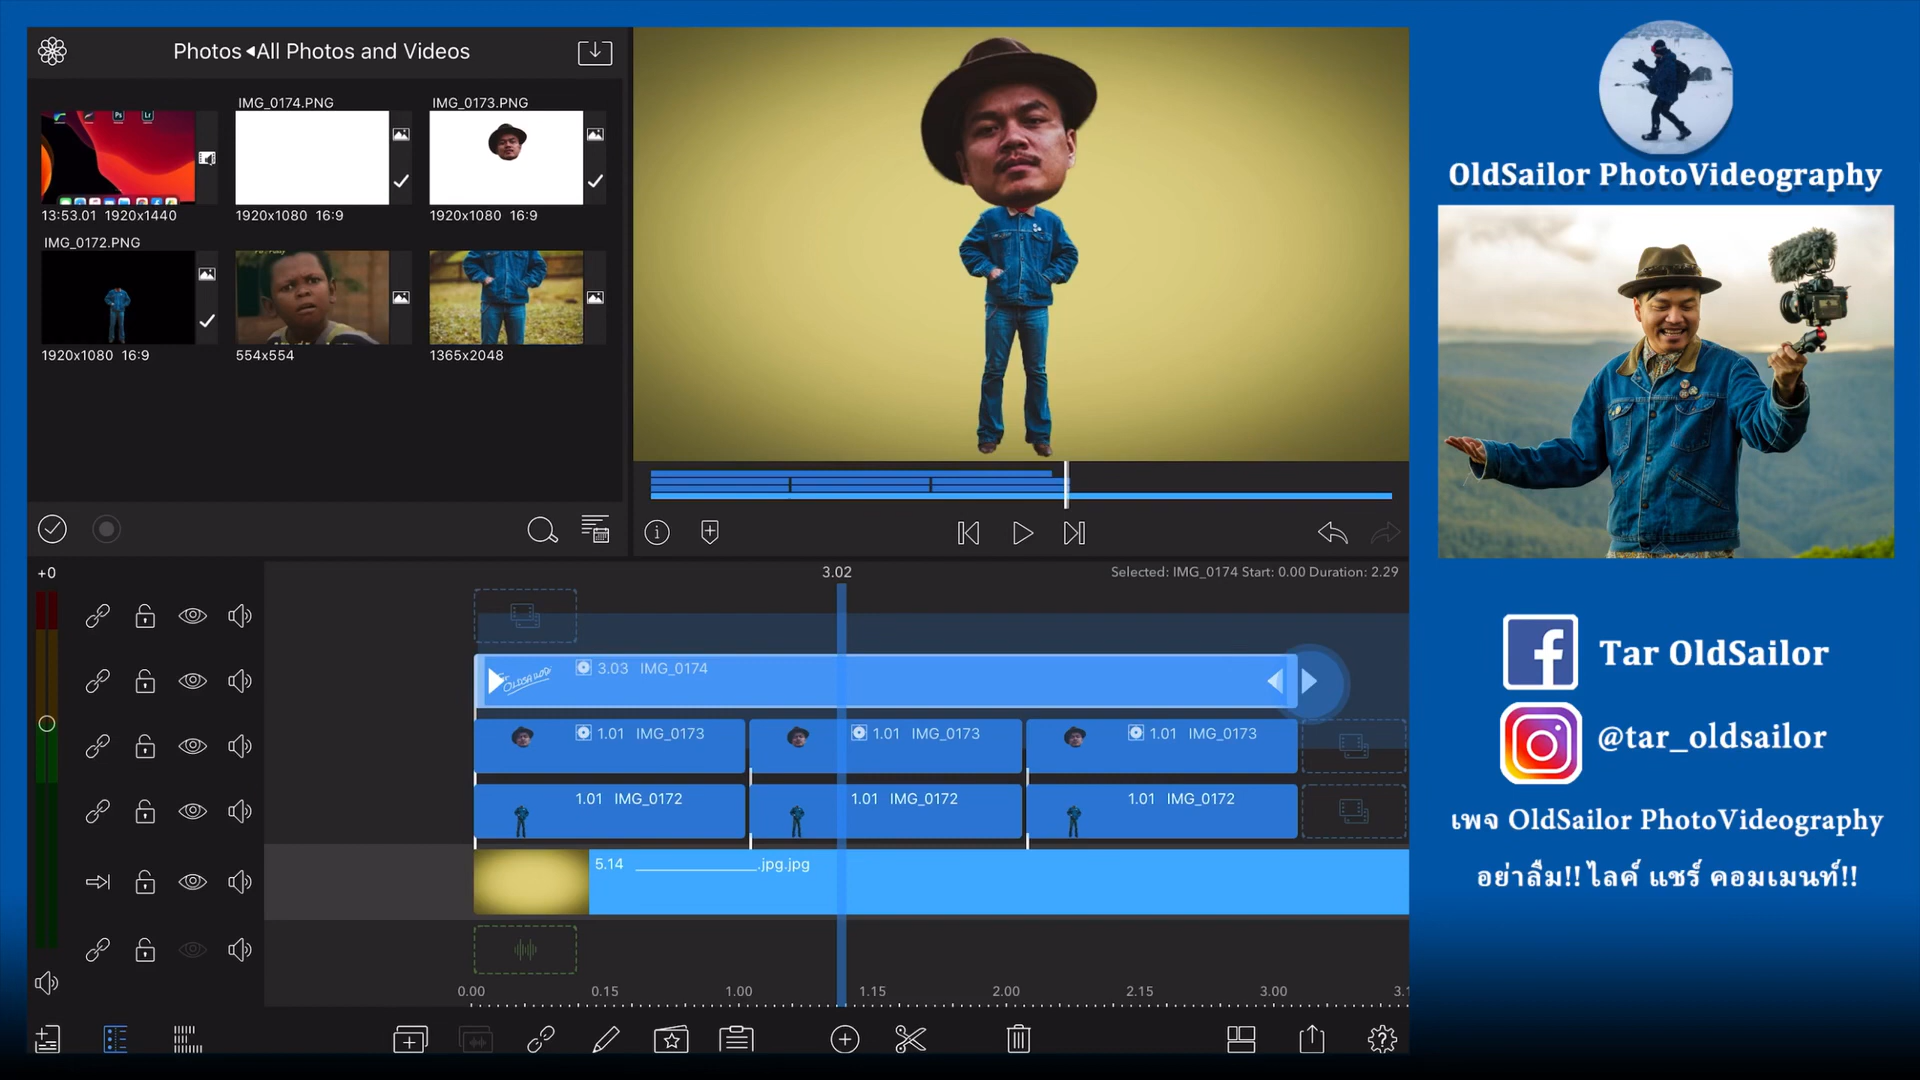 Photos ◂All Photos and Videos
IMG_0174.PNG
IMG_0173.PNG
Ps
Lr
13:53.01 1920x1440
1920x1080 16:9
1920x1080 16:9
IMG_0172.PNG
1920x1080 16:9
554x554
1365x2048
+0
3.02
Selected: IMG_0174 Start: 0.00 Duration: 2.29
3.03 IMG_0174
1.01 IMG_0173
1.01 IMG_0173
1.01 IMG_0173
1.01 IMG_0172
1.01 IMG_0172
1.01 IMG_0172
5.14 ______________.jpg.jpg
0.00
0.15
1.00
1.15
2.00
2.15
3.00
OldSailor PhotoVideography
Tar OldSailor
@tar_oldsailor
เพจ OldSailor PhotoVideography
อย่าลืม!! ไลค์ แชร์ คอมเมนท์!!